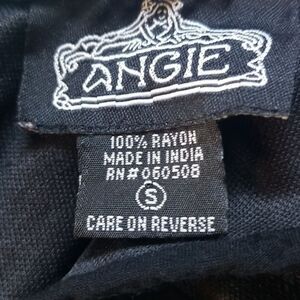 ANGIE
100% RAYON
MADE IN INDIA
RN# 060508
S
CARE ON REVERSE